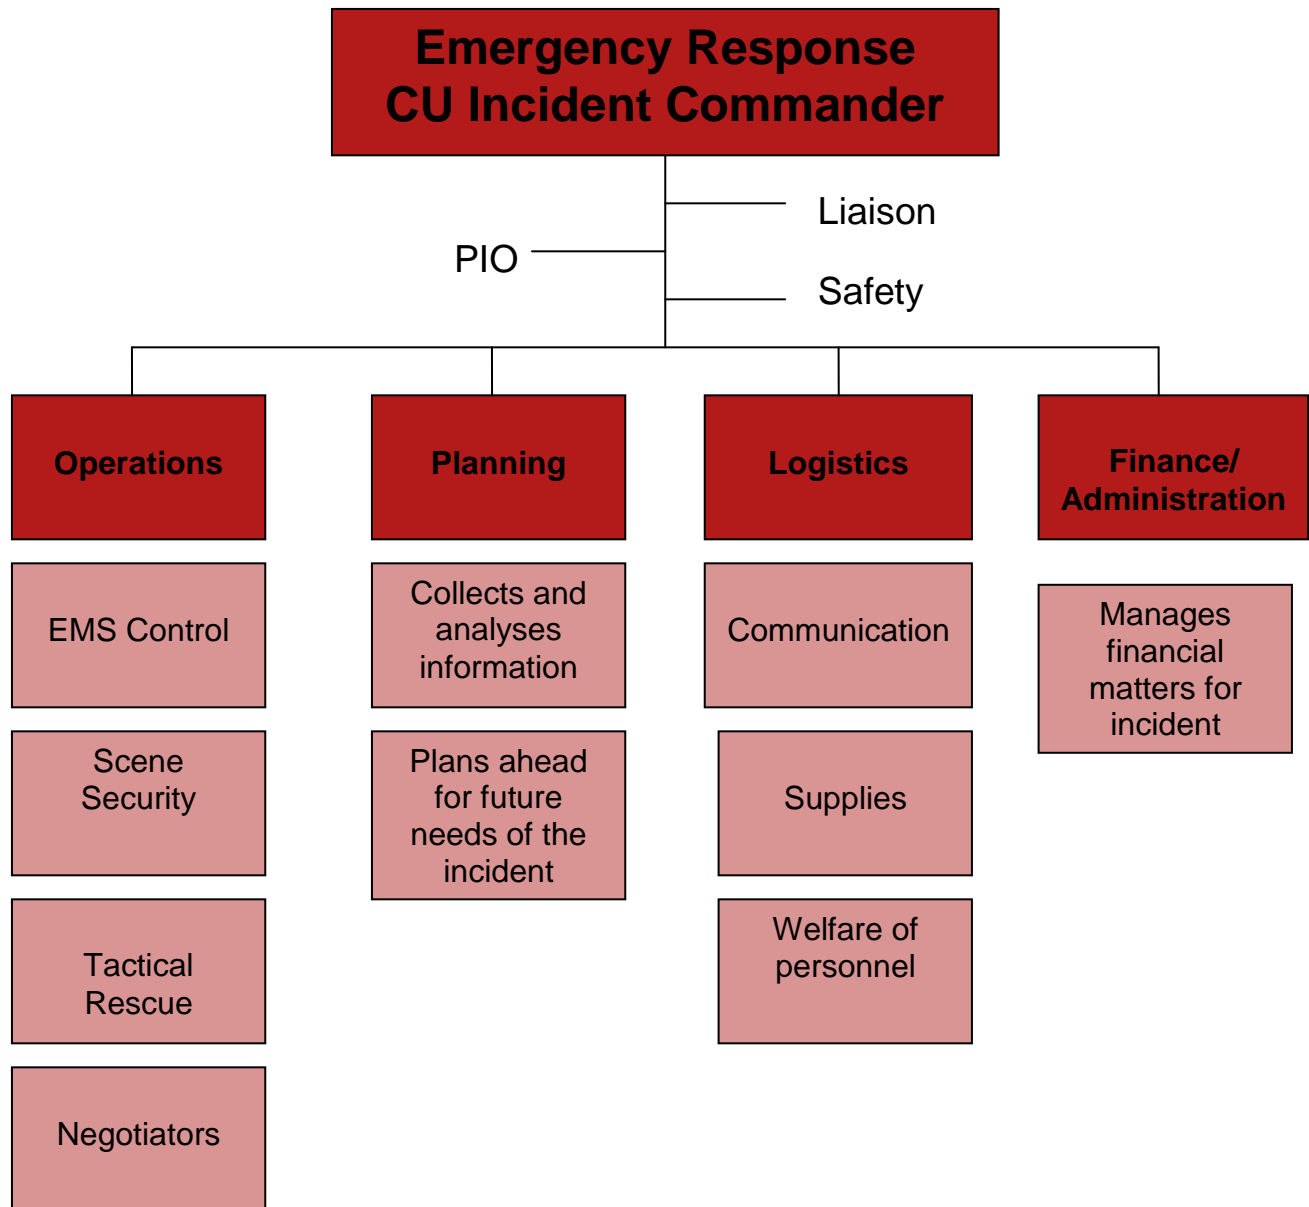 Emergency Response
CU Incident Commander
Liaison
PIO
Safety
Operations
Planning
Logistics
Finance/
Administration
EMS Control
Collects and
analyses
information
Communication
Manages
financial
matters for
incident
Scene
Security
Plans ahead
for future
needs of the
incident
Supplies
Tactical
Rescue
Welfare of
personnel
Negotiators